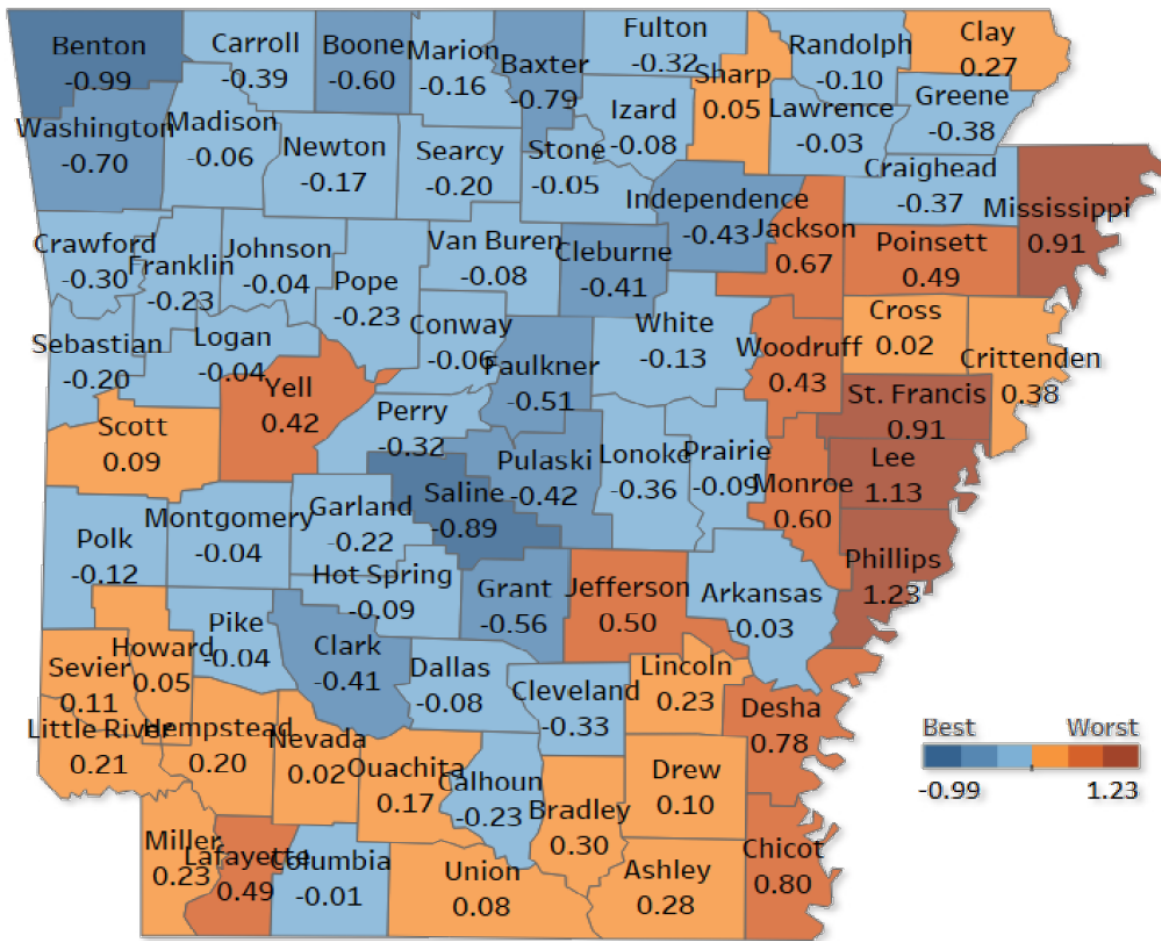 Benton
-0.99
Carroll
-0.39
Boone
-0.60
Marion
-0.16
Baxter
-0.79
Fulton
-0.32
Sharp
0.05
Randolph
-0.10
Clay
0.27
Washington
-0.70
Madison
-0.06
Newton
-0.17
Searcy
-0.20
Stone
-0.05
Izard
-0.08
Lawrence
-0.03
Greene
-0.38
Independence
-0.43
Jackson
0.67
Craighead
-0.37
Mississippi
0.91
Crawford
-0.30
Franklin
-0.23
Johnson
-0.04
Pope
-0.23
Van Buren
-0.08
Cleburne
-0.41
Poinsett
0.49
Sebastian
-0.20
Logan
-0.04
Yell
0.42
Conway
-0.06
Faulkner
-0.51
White
-0.13
Woodruff
0.43
Cross
0.02
Crittenden
0.38
Scott
0.09
Perry
-0.32
Saline
-0.89
Pulaski
-0.42
Lonoke
-0.36
Prairie
-0.09
Monroe
0.60
St. Francis
0.91
Lee
1.13
Polk
-0.12
Montgomery
-0.04
Garland
-0.22
Hot Spring
-0.09
Grant
-0.56
Jefferson
0.50
Arkansas
-0.03
Phillips
1.23
Sevier
0.11
Howard
0.05
Pike
-0.04
Clark
-0.41
Dallas
-0.08
Cleveland
-0.33
Lincoln
0.23
Desha
0.78
Little River
0.21
Hempstead
0.20
Nevada
0.02
Ouachita
0.17
Calhoun
-0.23
Bradley
0.30
Drew
0.10
Miller
0.23
Lafayette
0.49
Columbia
-0.01
Union
0.08
Ashley
0.28
Chicot
0.80
Best Worst
-0.99 1.23